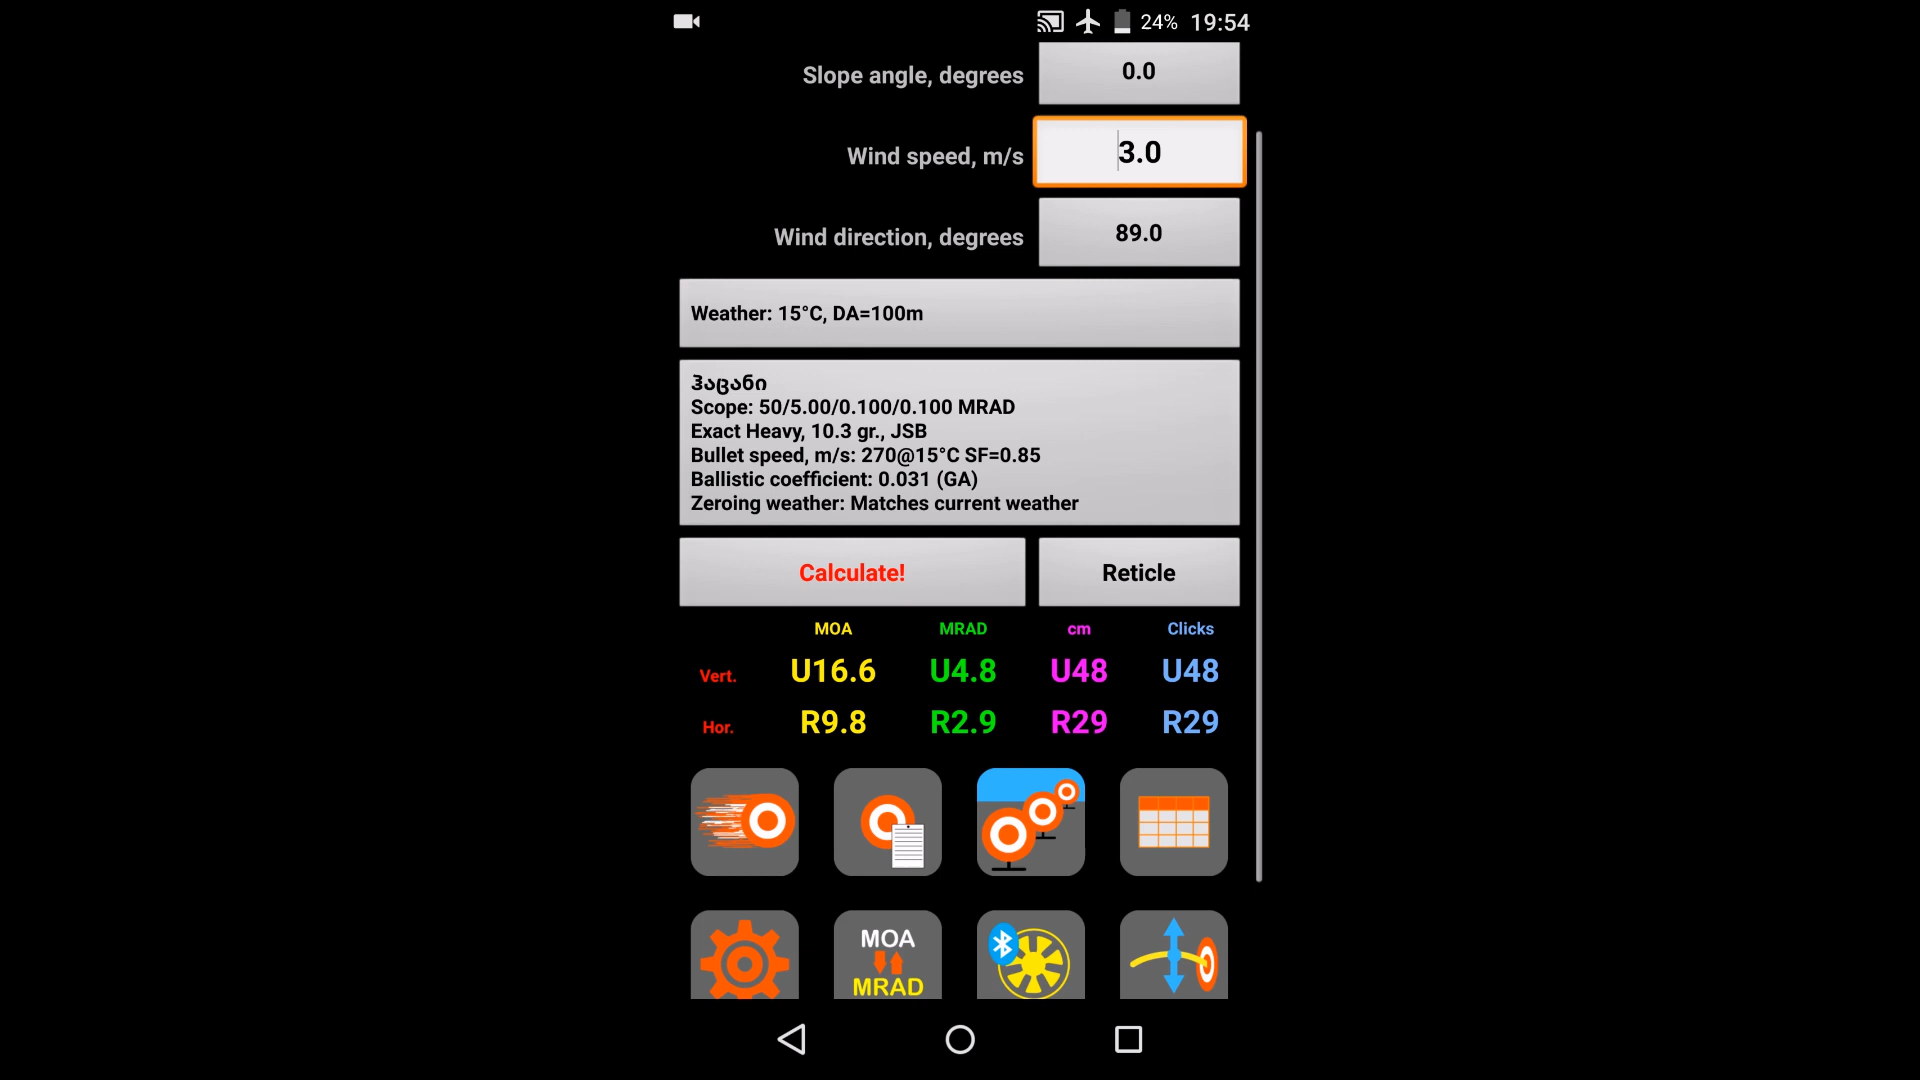 24% 19:54
Slope angle, degrees 0.0
Wind speed, m/s 3.0
Wind direction, degrees 89.0
Weather: 15°C, DA=100m
ჰაცანი
Scope: 50/5.00/0.100/0.100 MRAD
Exact Heavy, 10.3 gr., JSB
Bullet speed, m/s: 270@15°C SF=0.85
Ballistic coefficient: 0.031 (GA)
Zeroing weather: Matches current weather
Calculate! Reticle
MOA MRAD cm Clicks
Vert. U16.6 U4.8 U48 U48
Hor. R9.8 R2.9 R29 R29
MOA
MRAD